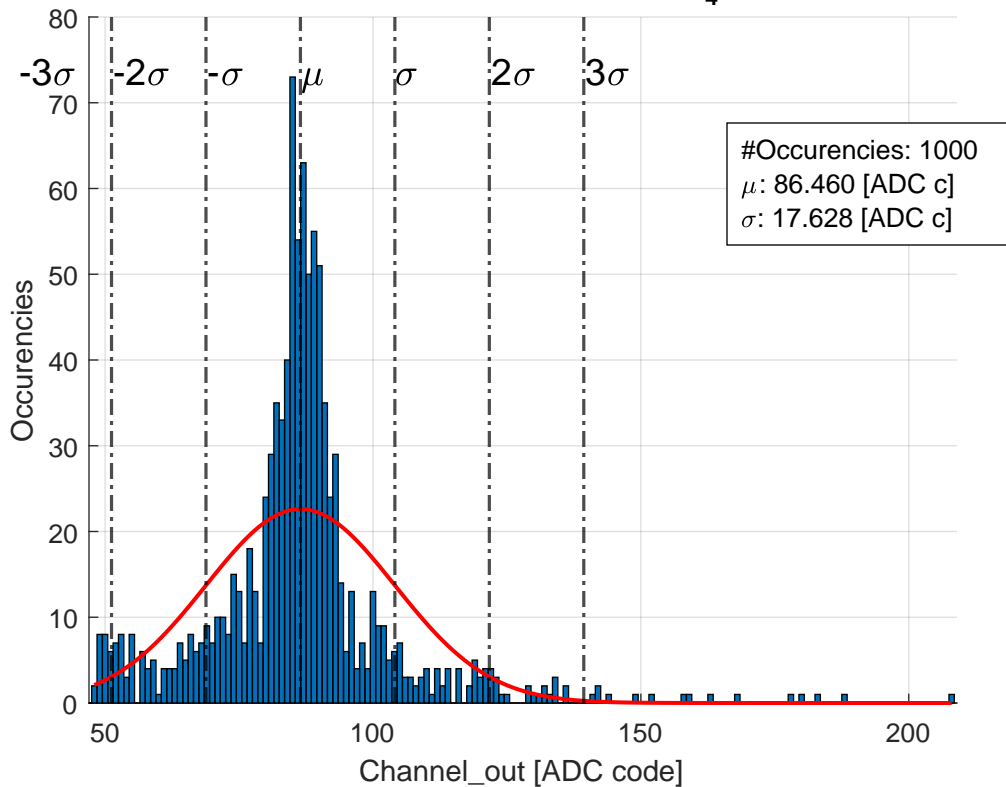 4
80
70
60
50
40
30
20
10
0
-3σ -2σ -σ μ σ 2σ 3σ
#Occurencies: 1000
μ: 86.460 [ADC c]
σ: 17.628 [ADC c]
Occurencies
50 100 150 200
Channel_out [ADC code]